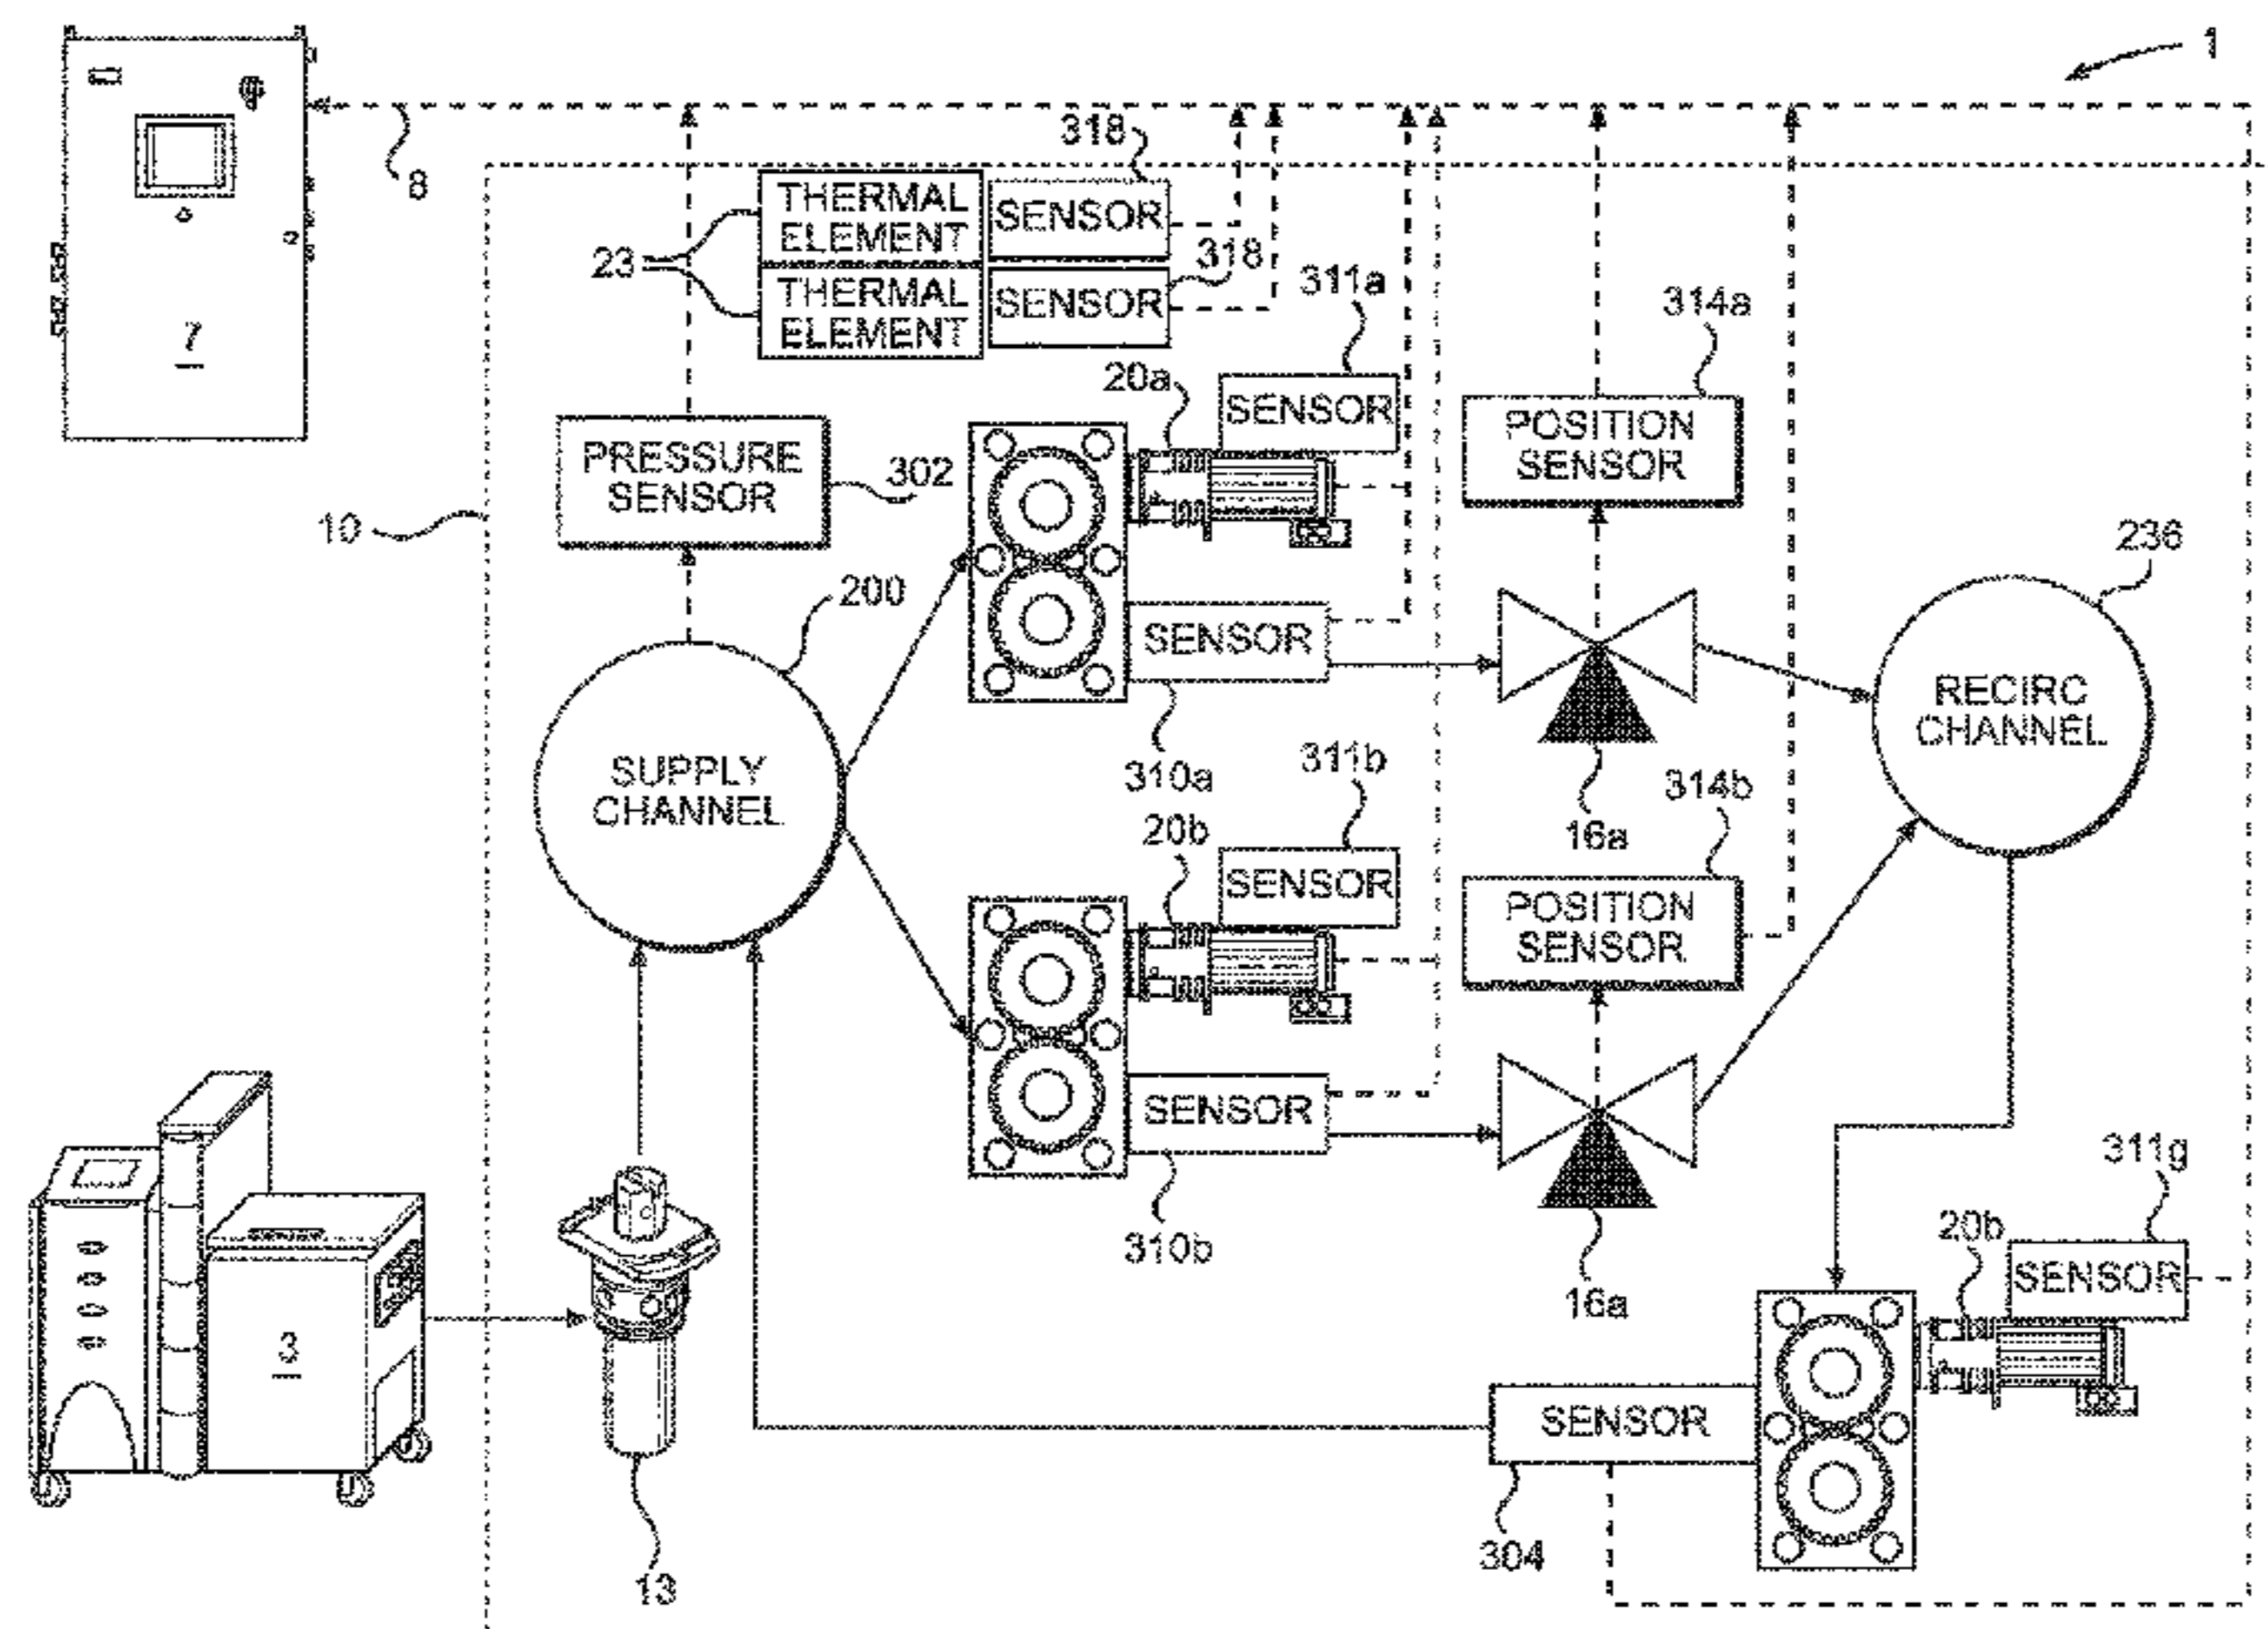 1
8
318
THERMAL
ELEMENT
SENSOR
23
318
THERMAL
ELEMENT
SENSOR
311a
314a
7
20a
SENSOR
POSITION
SENSOR
PRESSURE
SENSOR
302
10
236
200
SENSOR
RECIRC
CHANNEL
SUPPLY
CHANNEL
310a
311b
314b
16a
20b
SENSOR
POSITION
SENSOR
SENSOR
311g
310b
16a
20b
SENSOR
3
SENSOR
304
13